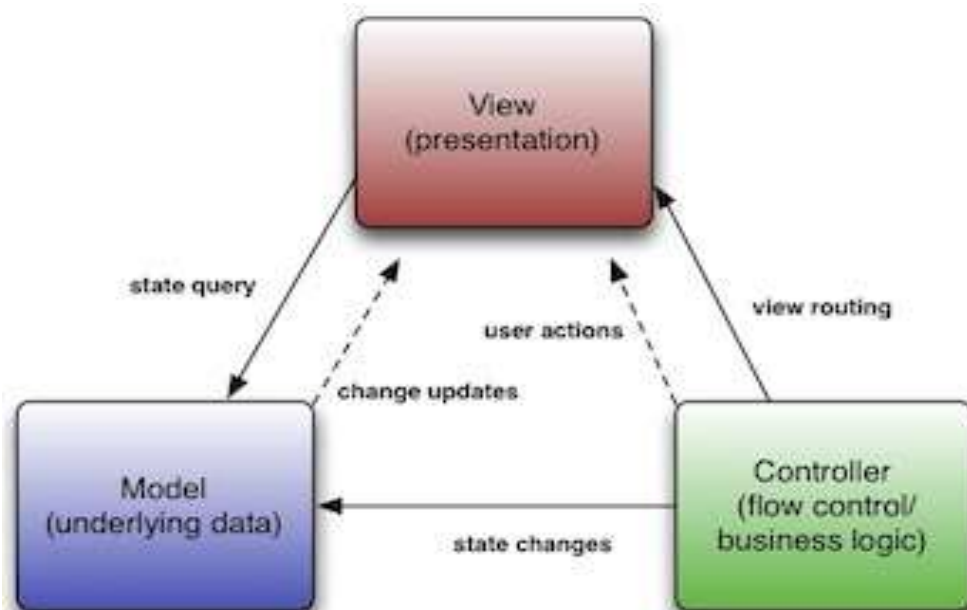 View
(presentation)
state query
view routing
user actions
change updates
Model
(underlying data)
Controller
(flow control/
business logic)
state changes